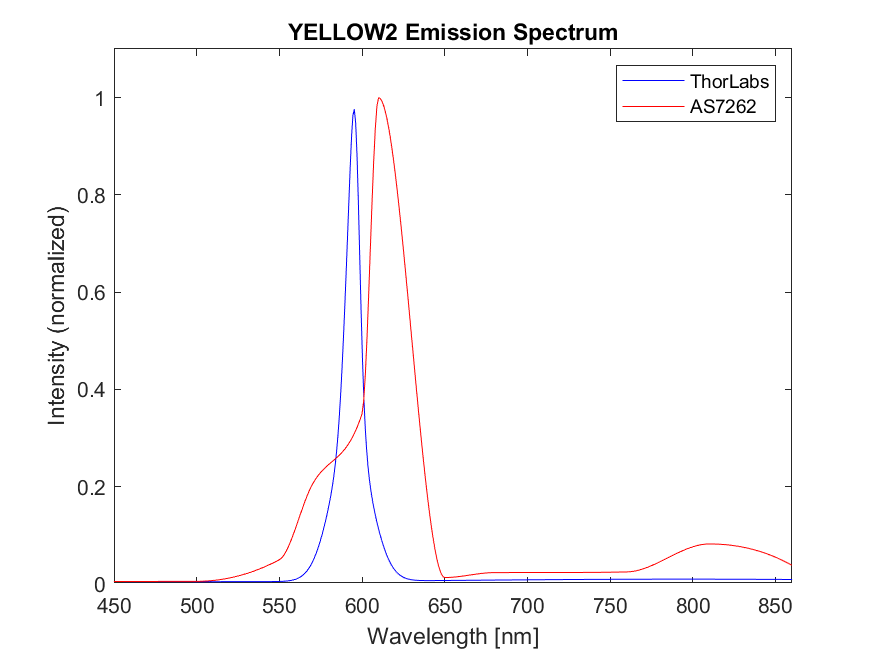 YELLOW2 Emission Spectrum
ThorLabs
AS7262
Intensity (normalized)
1
0.8
0.6
0.4
0.2
0
450 500 550 600 650 700 750 800 850
Wavelength [nm]